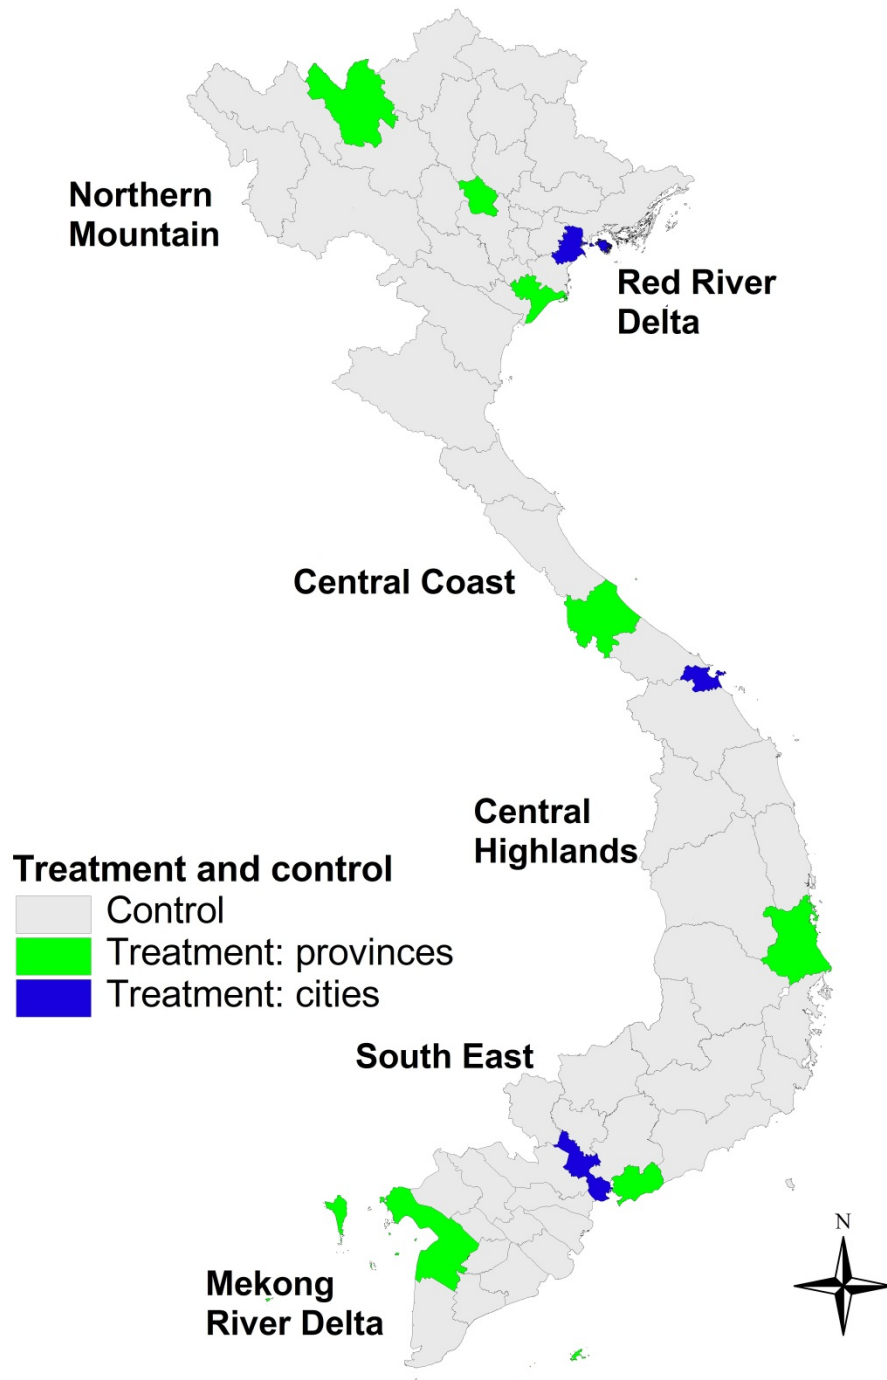 Northern
Mountain
Red River
Delta
Central Coast
Central
Highlands
Treatment and control
Control
Treatment: provinces
Treatment: cities
South East
Mekong
River Delta
N